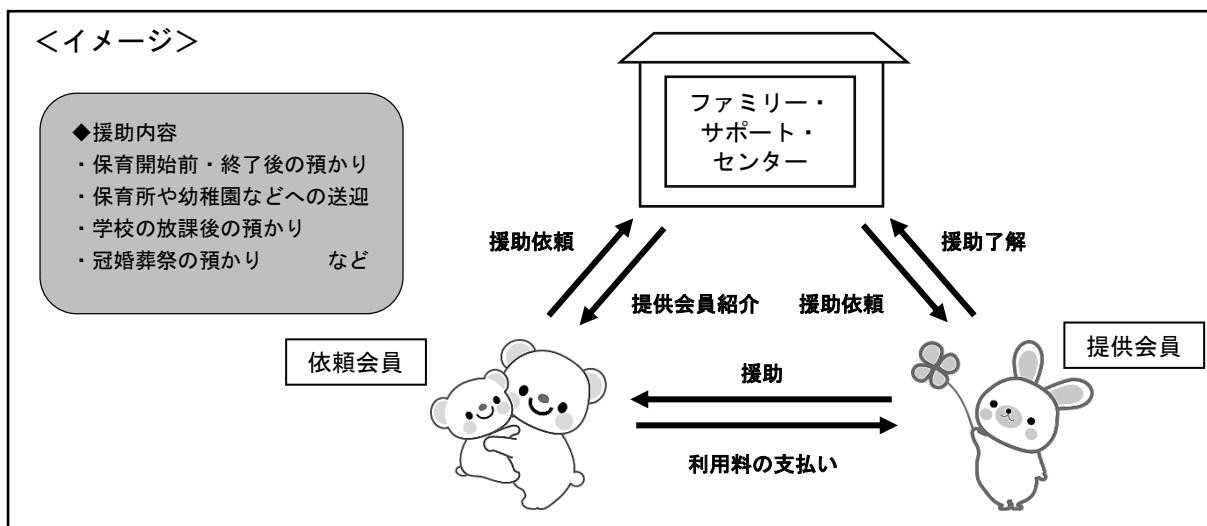 <イメージ>
ファミリー・
サポート・
センター
◆援助内容
・保育開始前・終了後の預かり
・保育所や幼稚園などへの送迎
・学校の放課後の預かり
・冠婚葬祭の預かり　　　など
援助依頼
援助了解
提供会員紹介
援助依頼
依頼会員
提供会員
援助
利用料の支払い